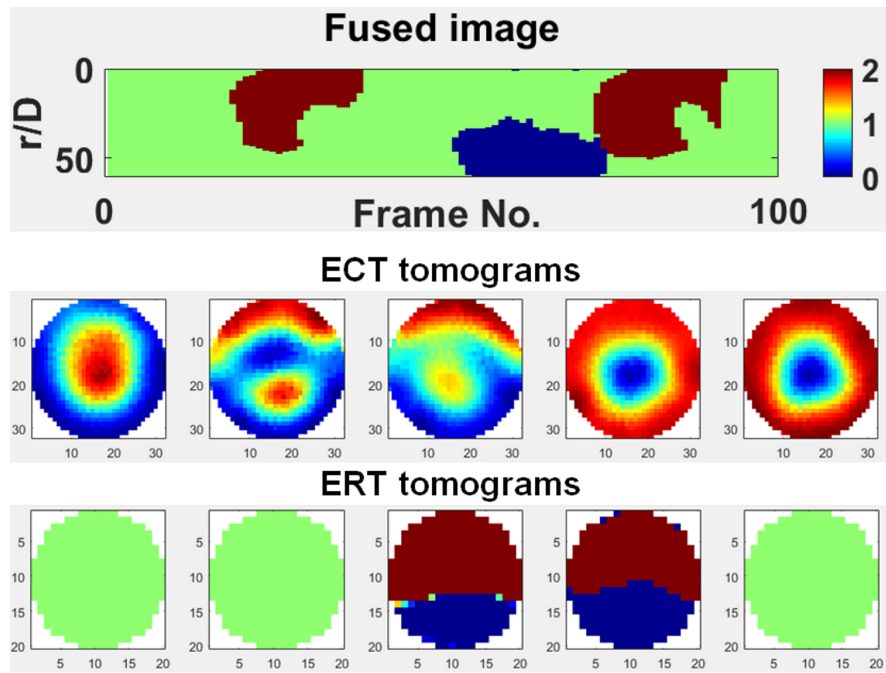 Fused image
0
r/D
50
2
1
0
0 Frame No. 100
ECT tomograms
10 10 10 10 10
20 20 20 20 20
30 30 30 30 30
10 20 30 10 20 30 10 20 30 10 20 30 10 20 30
ERT tomograms
5 5 5 5 5
10 10 10 10 10
15 15 15 15 15
20 20 20 20 20
5 10 15 20 5 10 15 20 5 10 15 20 5 10 15 20 5 10 15 20